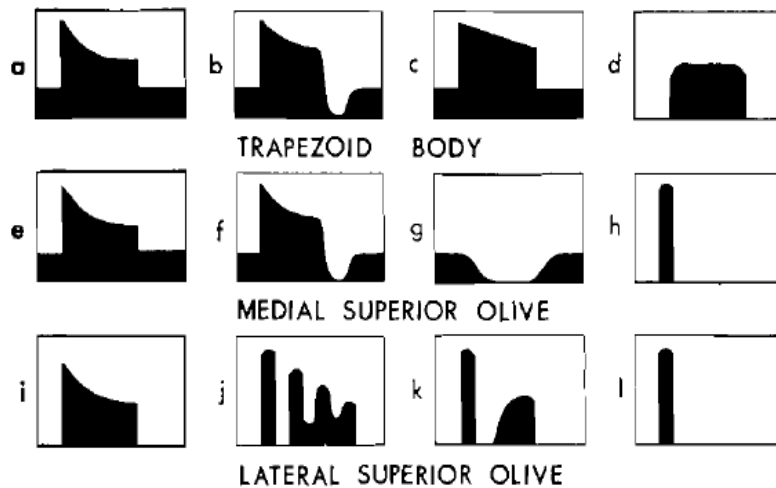 a b c d
TRAPEZOID BODY
e f g h
MEDIAL SUPERIOR OLIVE
i j k l
LATERAL SUPERIOR OLIVE